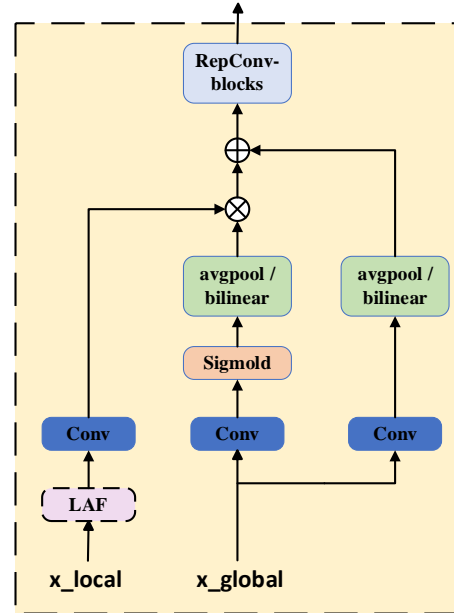 RepConv-
blocks
avgpool /
bilinear
avgpool /
bilinear
Sigmold
Conv
Conv
Conv
LAF
x_local
x_global